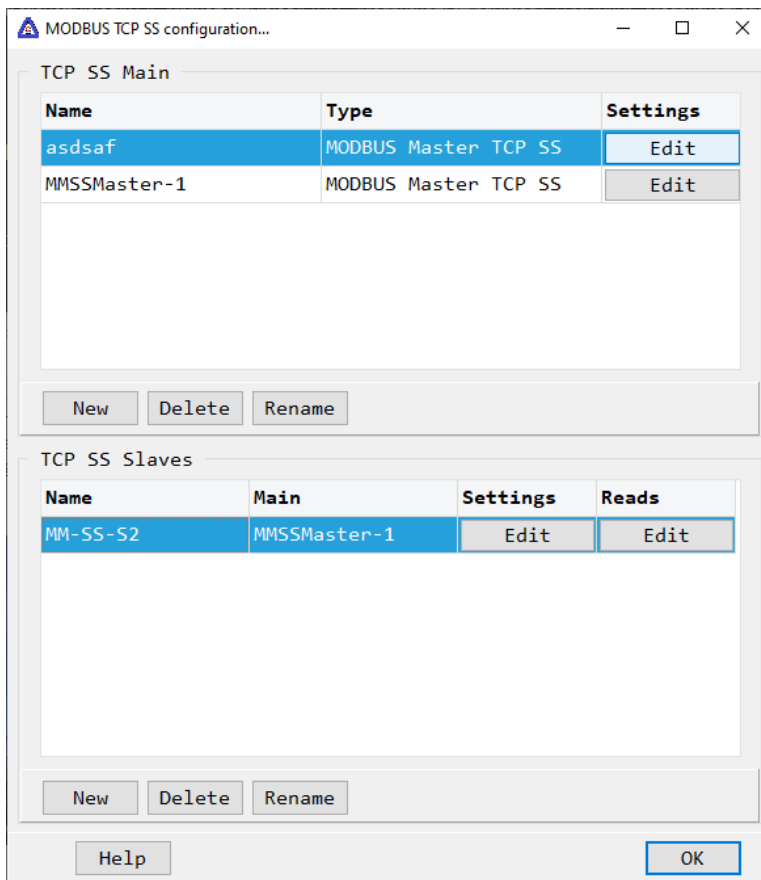 MODBUS TCP SS configuration...
TCP SS Main
Name Type Settings
asdsaf MODBUS Master TCP SS Edit
MMSSMaster-1 MODBUS Master TCP SS Edit
New Delete Rename
TCP SS Slaves
Name Main Settings Reads
MM-SS-S2 MMSSMaster-1 Edit Edit
New Delete Rename
Help OK